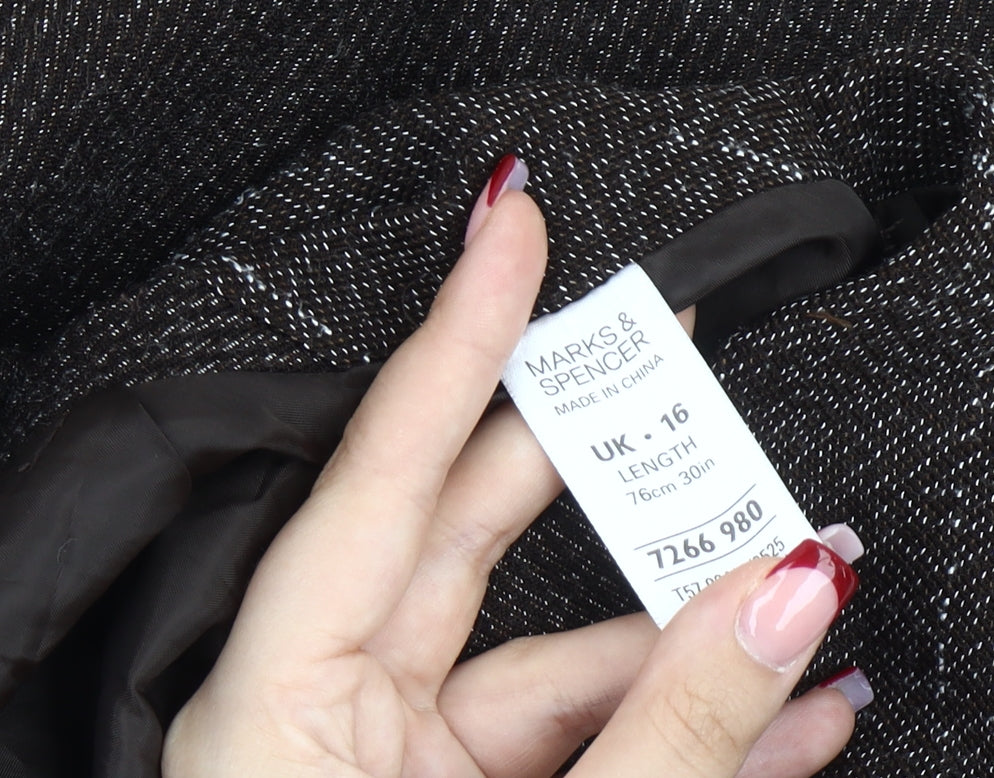 MARKS &
SPENCER
MADE IN CHINA
UK • 16
LENGTH
76cm 30in
7266 980